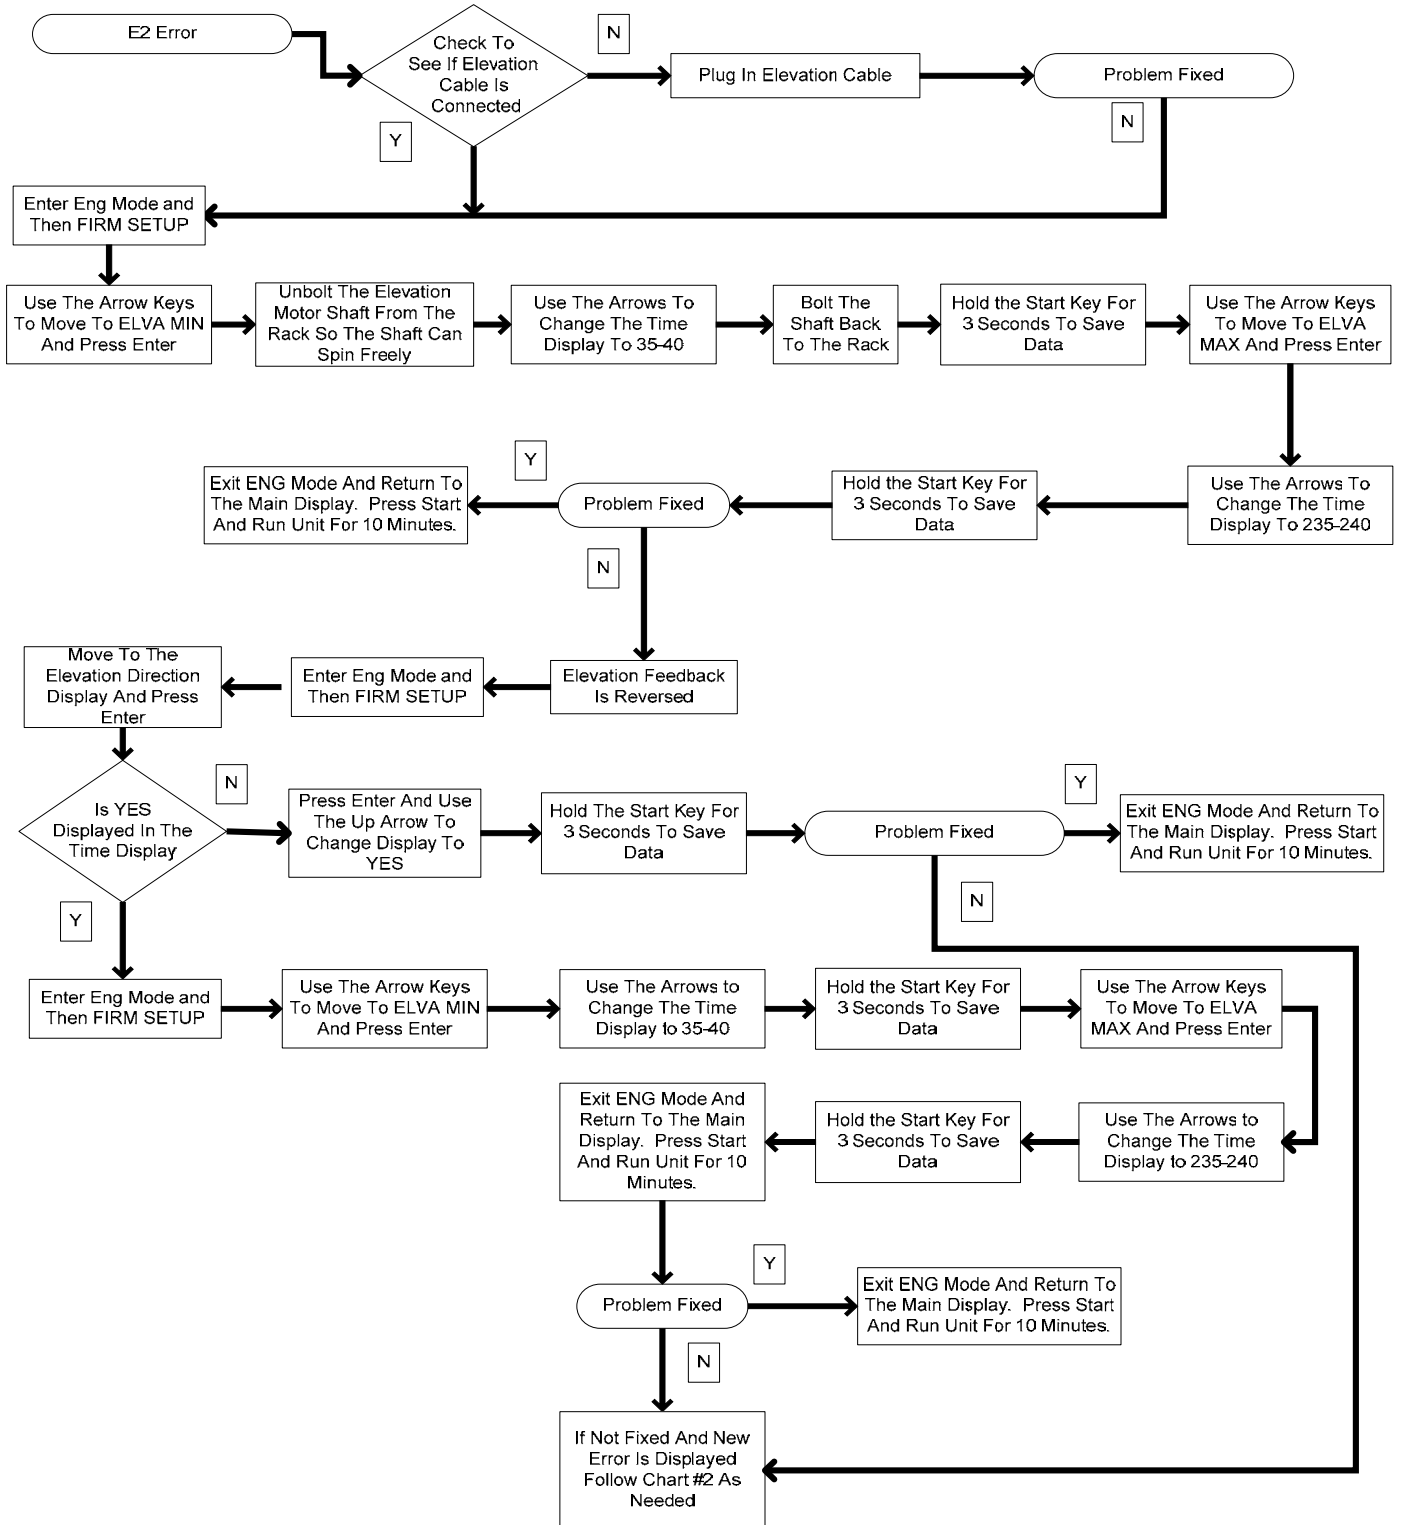 E2 Error
Check To
See If Elevation
Cable Is
Connected
N
Plug In Elevation Cable
Problem Fixed
Y
N
Enter Eng Mode and
Then FIRM SETUP
Use The Arrow Keys
To Move To ELVA MIN
And Press Enter
Unbolt The Elevation
Motor Shaft From The
Rack So The Shaft Can
Spin Freely
Use The Arrows To
Change The Time
Display To 35-40
Bolt The
Shaft Back
To The Rack
Hold the Start Key For
3 Seconds To Save
Data
Use The Arrow Keys
To Move To ELVA
MAX And Press Enter
Use The Arrows To
Change The Time
Display To 235-240
Hold the Start Key For
3 Seconds To Save
Data
Problem Fixed
Y
Exit ENG Mode And Return To
The Main Display. Press Start
And Run Unit For 10 Minutes.
N
Elevation Feedback
Is Reversed
Enter Eng Mode and
Then FIRM SETUP
Move To The
Elevation Direction
Display And Press
Enter
Is YES
Displayed In The
Time Display
N
Press Enter And Use
The Up Arrow To
Change Display To
YES
Hold The Start Key For
3 Seconds To Save
Data
Problem Fixed
Y
Exit ENG Mode And Return To
The Main Display. Press Start
And Run Unit For 10 Minutes.
N
Y
Enter Eng Mode and
Then FIRM SETUP
Use The Arrow Keys
To Move To ELVA MIN
And Press Enter
Use The Arrows to
Change The Time
Display to 35-40
Hold the Start Key For
3 Seconds To Save
Data
Use The Arrow Keys
To Move To ELVA
MAX And Press Enter
Use The Arrows to
Change The Time
Display to 235-240
Hold the Start Key For
3 Seconds To Save
Data
Exit ENG Mode And
Return To The Main
Display. Press Start
And Run Unit For 10
Minutes.
Problem Fixed
Y
Exit ENG Mode And Return To
The Main Display. Press Start
And Run Unit For 10 Minutes.
N
If Not Fixed And New
Error Is Displayed
Follow Chart #2 As
Needed